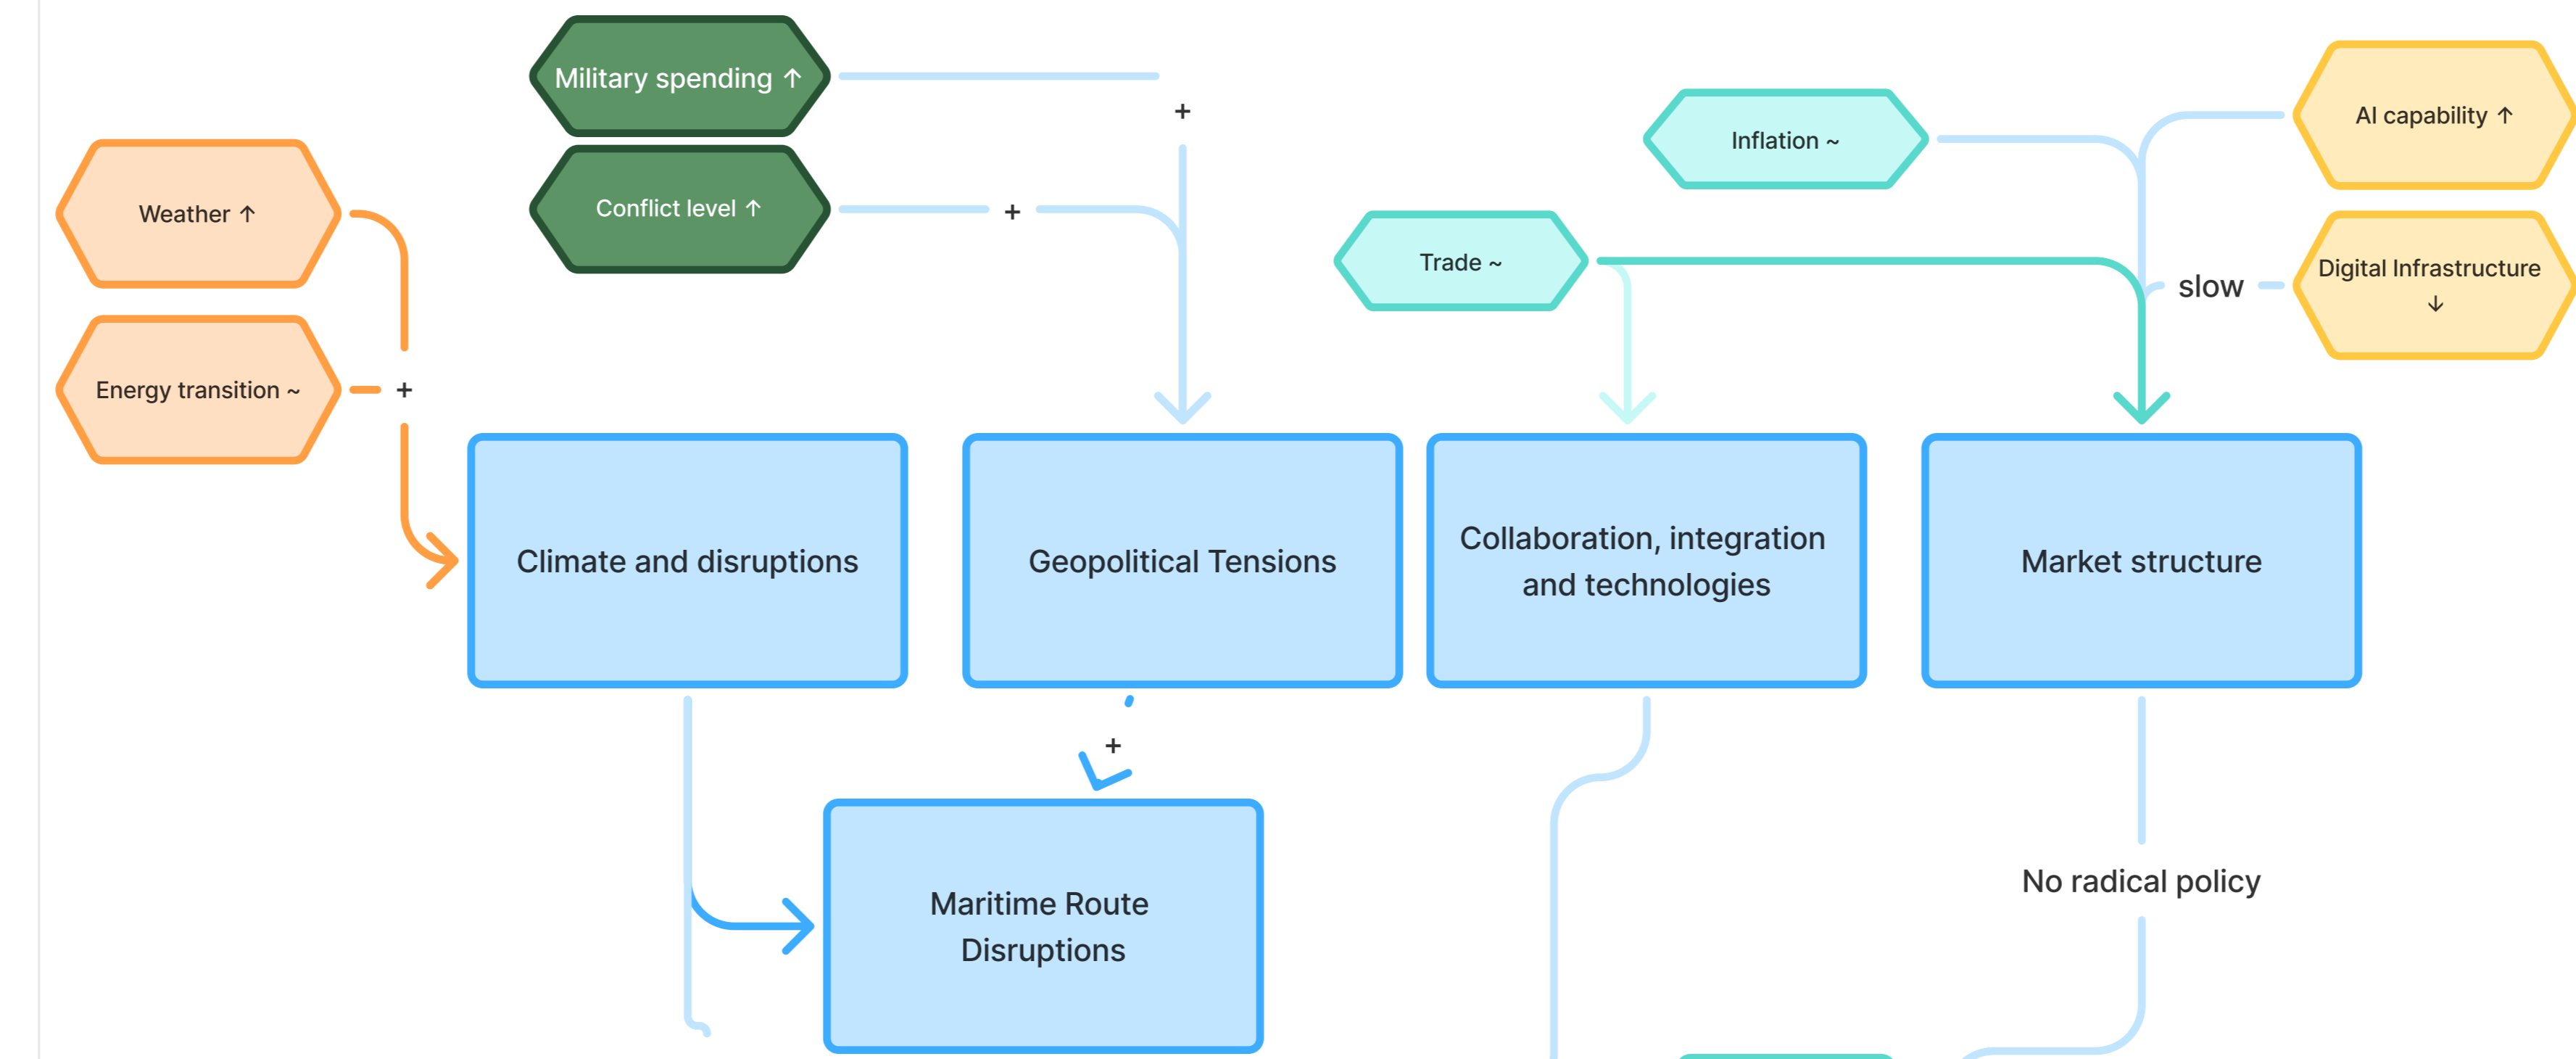 Military spending ↑
+
Inflation ~
AI capability ↑
Weather ↑
Conflict level ↑
+
Trade ~
slow
Digital Infrastructure
↓
Energy transition ~
+
Climate and disruptions
Geopolitical Tensions
Collaboration, integration
and technologies
Market structure
+
No radical policy
Maritime Route
Disruptions